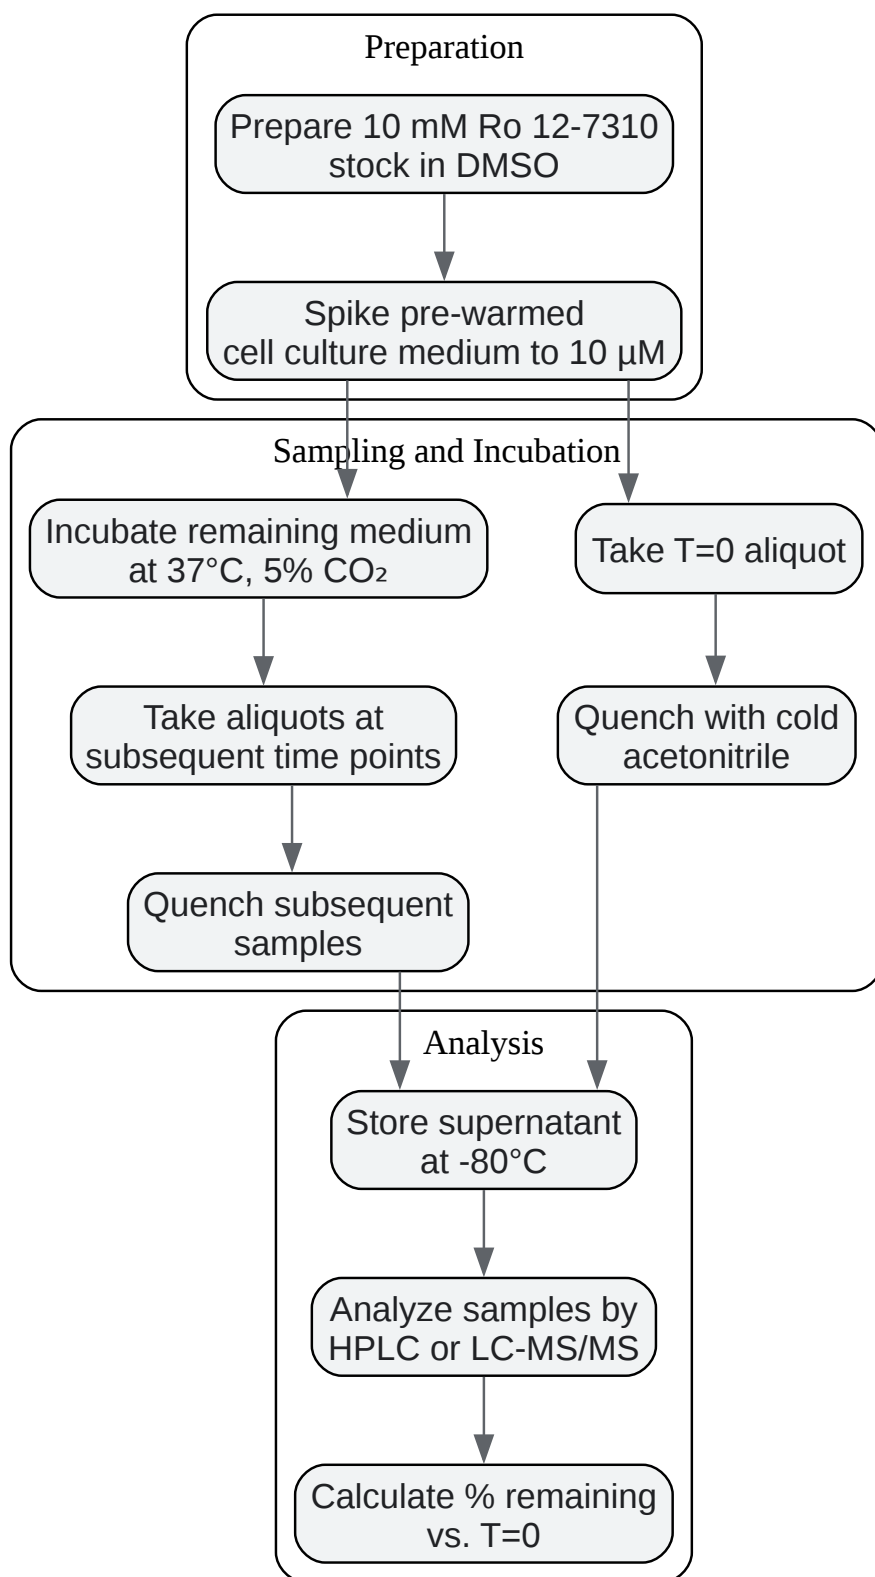 Preparation
Prepare 10 mM Ro 12-7310
stock in DMSO
Spike pre-warmed
cell culture medium to 10 µM
Sampling and Incubation
Incubate remaining medium
at 37°C, 5% CO₂
Take T=0 aliquot
Take aliquots at
subsequent time points
Quench with cold
acetonitrile
Quench subsequent
samples
Analysis
Store supernatant
at -80°C
Analyze samples by
HPLC or LC-MS/MS
Calculate % remaining
vs. T=0